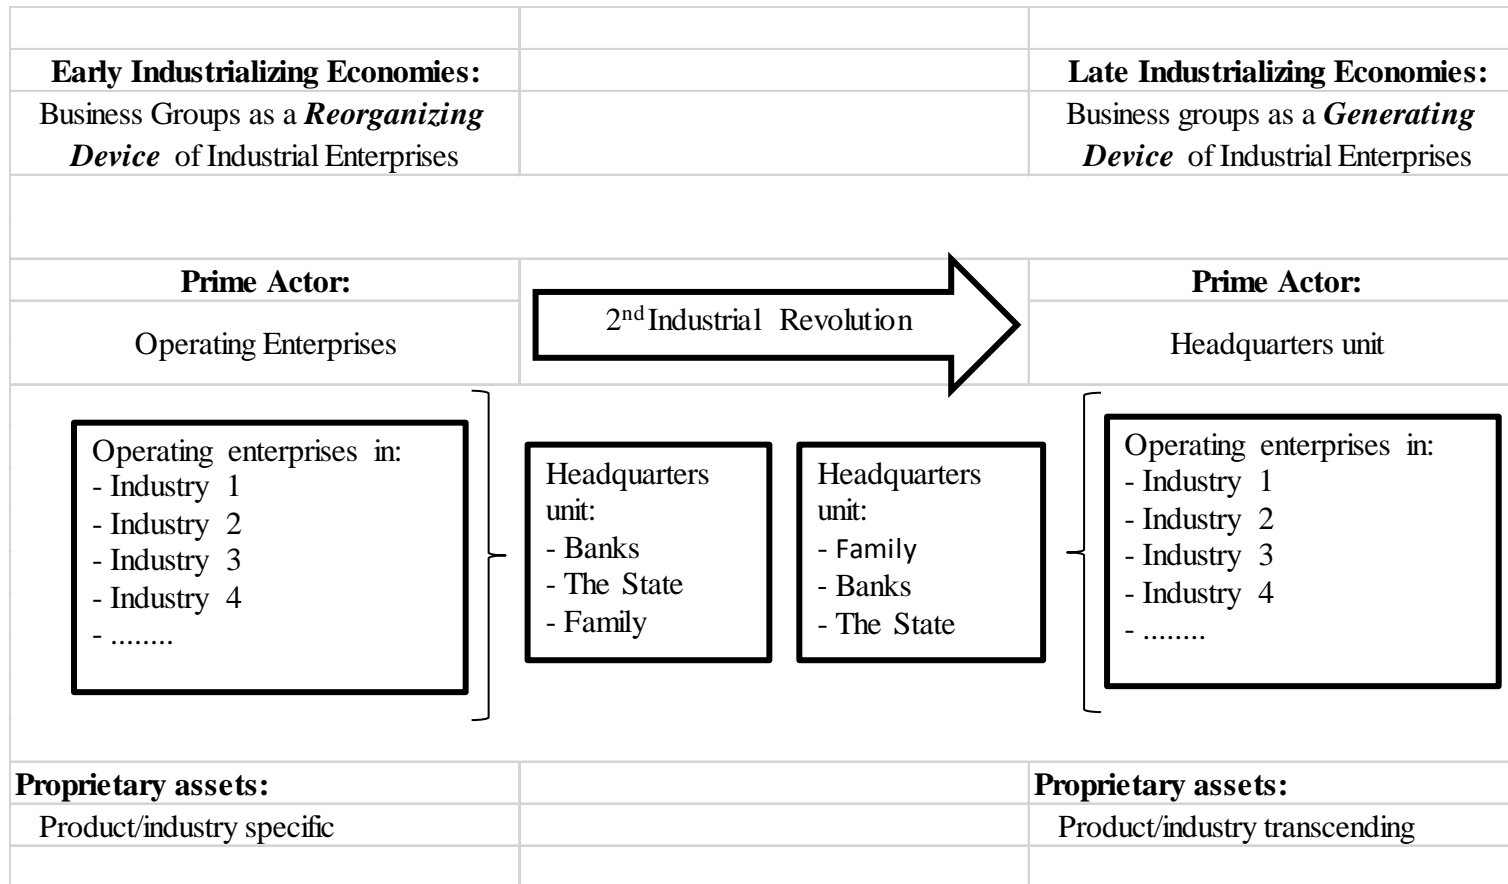 Early Industrializing Economies:
Business Groups as a Reorganizing
Device of Industrial Enterprises
Late Industrializing Economies:
Business groups as a Generating
Device of Industrial Enterprises
Prime Actor:
Operating Enterprises
2nd Industrial Revolution
Prime Actor:
Headquarters unit
Operating enterprises in:
- Industry 1
- Industry 2
- Industry 3
- Industry 4
- ........
Headquarters
unit:
- Banks
- The State
- Family
Headquarters
unit:
- Family
- Banks
- The State
Operating enterprises in:
- Industry 1
- Industry 2
- Industry 3
- Industry 4
- ........
Proprietary assets:
Product/industry specific
Proprietary assets:
Product/industry transcending